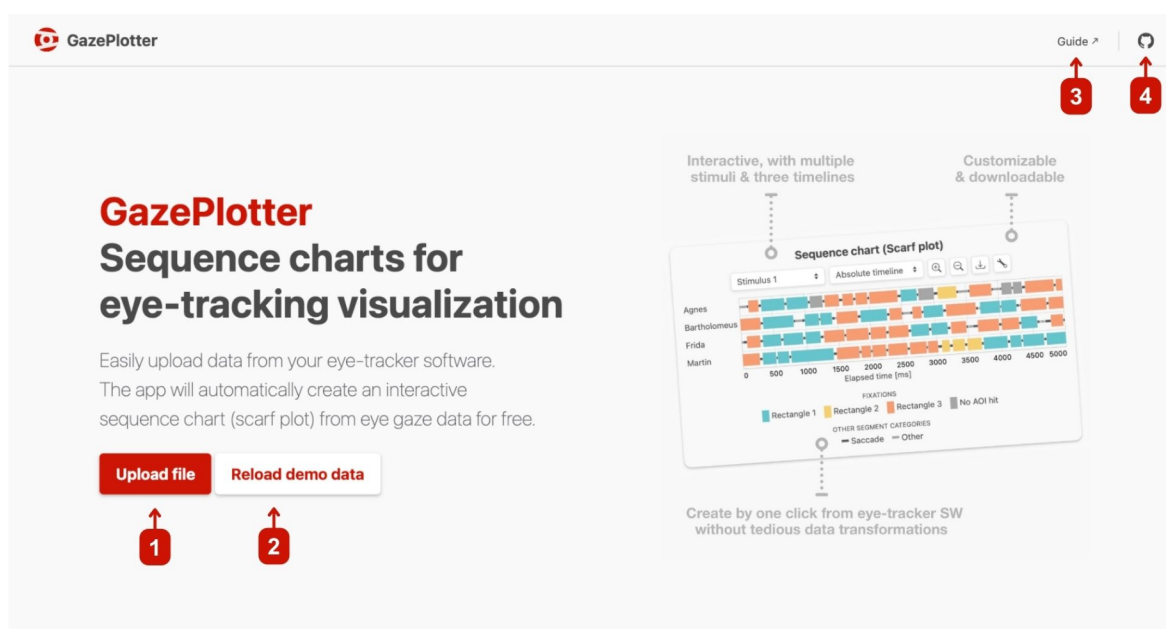 GazePlotter
Guide ↗
3
4
GazePlotter
Sequence charts for
eye-tracking visualization
Easily upload data from your eye-tracker software.
The app will automatically create an interactive
sequence chart (scarf plot) from eye gaze data for free.
Upload file
Reload demo data
1
2
Interactive, with multiple
stimuli & three timelines
Customizable
& downloadable
Sequence chart (Scarf plot)
Stimulus 1
Absolute timeline
Agnes
Bartholomeus
Frida
Martin
0 500 1000 1500 2000 2500 3000 3500 4000 4500 5000
Elapsed time [ms]
FIXATIONS
Rectangle 1 Rectangle 2 Rectangle 3 No AOI hit
OTHER SEGMENT CATEGORIES
Saccade Other
Create by one click from eye-tracker SW
without tedious data transformations